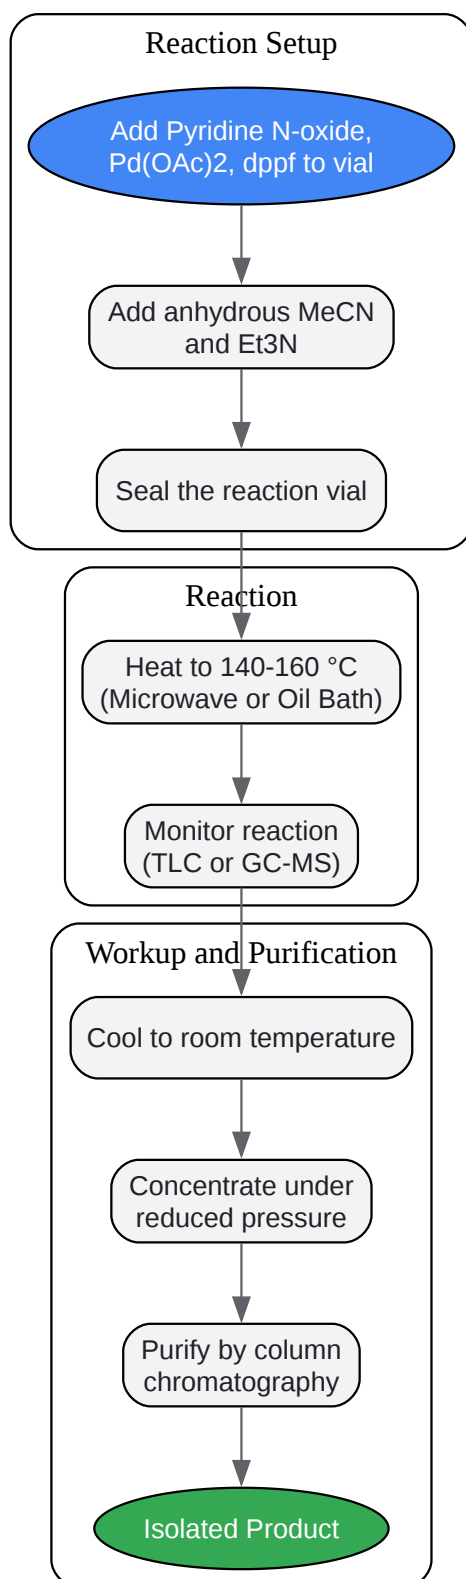 Reaction Setup
Add Pyridine N-oxide,
Pd(OAc)2, dppf to vial
Add anhydrous MeCN
and Et3N
Seal the reaction vial
Reaction
Heat to 140-160 °C
(Microwave or Oil Bath)
Monitor reaction
(TLC or GC-MS)
Workup and Purification
Cool to room temperature
Concentrate under
reduced pressure
Purify by column
chromatography
Isolated Product